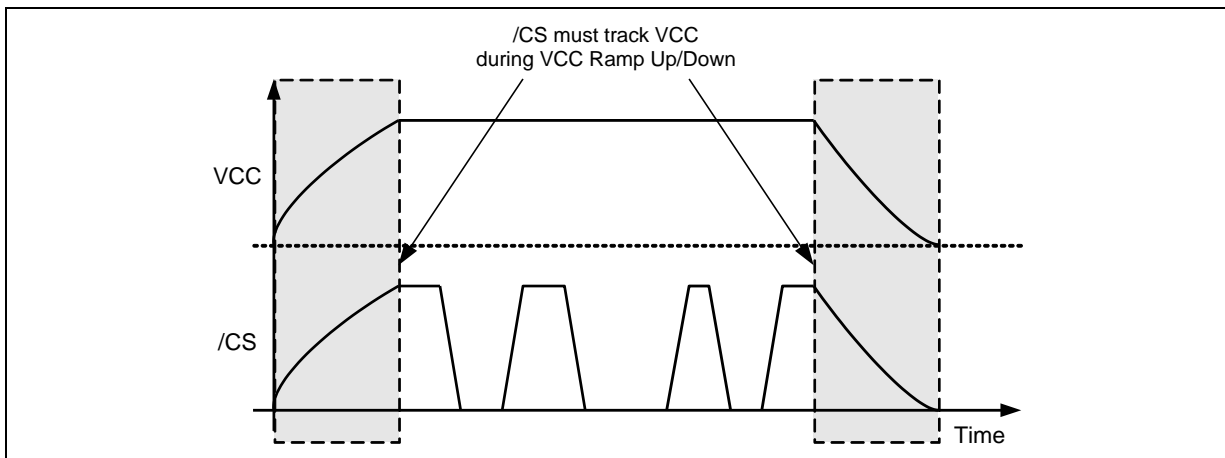 /CS must track VCC
during VCC Ramp Up/Down
VCC
/CS
Time